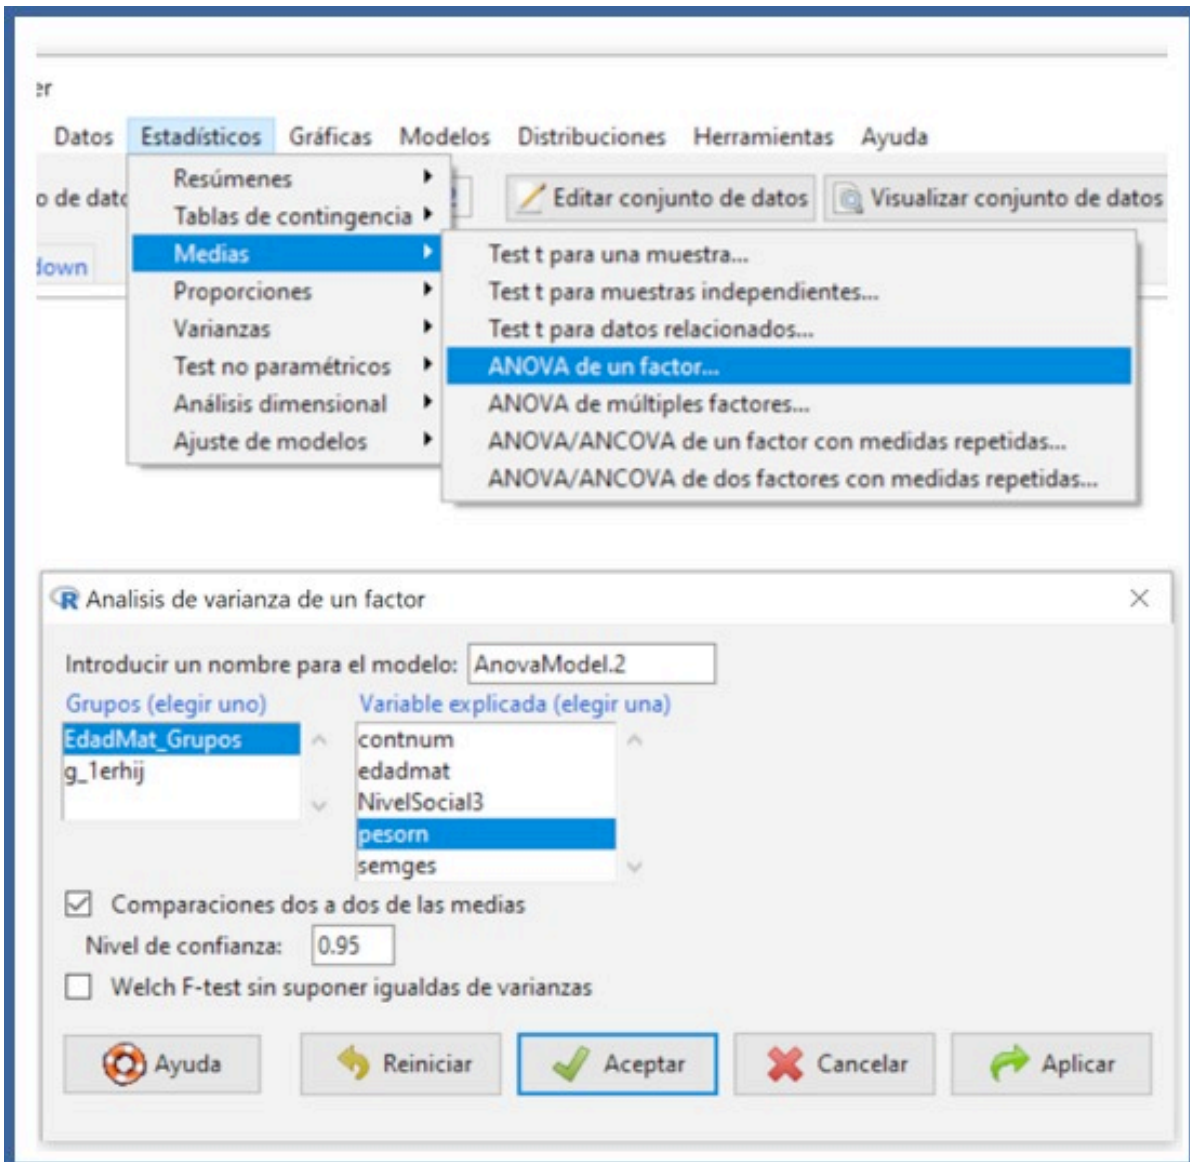 er
Datos Estadísticos Gráficas Modelos Distribuciones Herramientas Ayuda
o de dato Editar conjunto de datos Visualizar conjunto de datos
down
Resúmenes
Tablas de contingencia
Medias
Proporciones
Varianzas
Test no paramétricos
Análisis dimensional
Ajuste de modelos
Test t para una muestra...
Test t para muestras independientes...
Test t para datos relacionados...
ANOVA de un factor...
ANOVA de múltiples factores...
ANOVA/ANCOVA de un factor con medidas repetidas...
ANOVA/ANCOVA de dos factores con medidas repetidas...
R Analisis de varianza de un factor
Introducir un nombre para el modelo: AnovaModel.2
Grupos (elegir uno) Variable explicada (elegir una)
EdadMat_Grupos contnum
g_1erhij edadmat
NivelSocial3
pesorn
semges
Comparaciones dos a dos de las medias
Nivel de confianza: 0.95
Welch F-test sin suponer igualdas de varianzas
Ayuda Reiniciar Aceptar Cancelar Aplicar